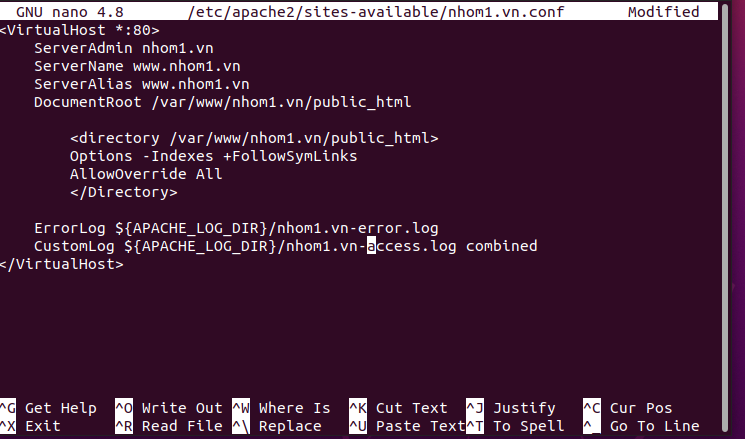 GNU nano 4.8 /etc/apache2/sites-available/nhom1.vn.conf Modified
<VirtualHost *:80>
    ServerAdmin nhom1.vn
    ServerName www.nhom1.vn
    ServerAlias www.nhom1.vn
    DocumentRoot /var/www/nhom1.vn/public_html
        <directory /var/www/nhom1.vn/public_html>
        Options -Indexes +FollowSymLinks
        AllowOverride All
        </Directory>
    ErrorLog ${APACHE_LOG_DIR}/nhom1.vn-error.log
    CustomLog ${APACHE_LOG_DIR}/nhom1.vn-access.log combined
</VirtualHost>
^G Get Help ^O Write Out ^W Where Is ^K Cut Text ^J Justify ^C Cur Pos
^X Exit ^R Read File ^\ Replace ^U Paste Text ^T To Spell ^_ Go To Line